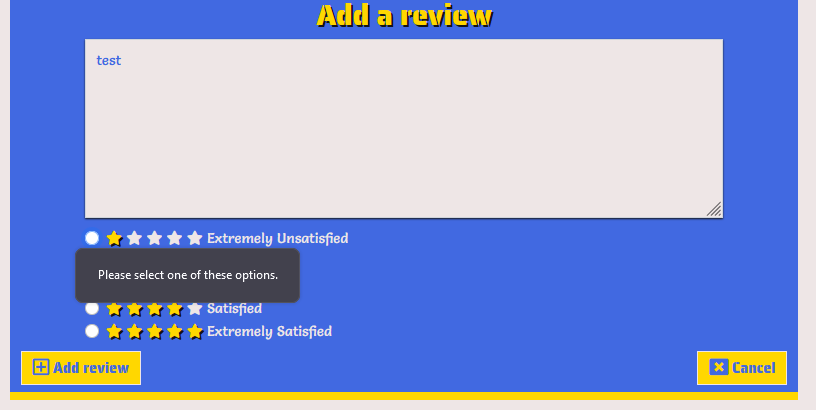 Add a review
test
Extremely Unsatisfied
Please select one of these options.
Satisfied
Extremely Satisfied
Add review
Cancel